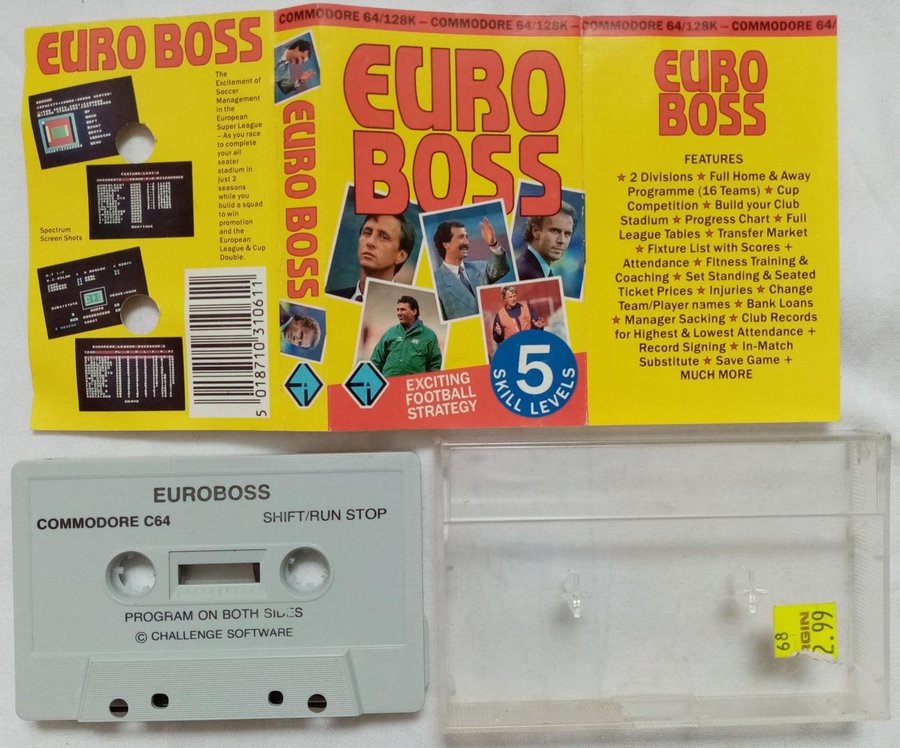 EURO BOSS
The
Excitement of
Soccer
Management
in the
European
Super League
– As you race
to complete
your all
seater
stadium in
just 2
seasons
while you
build a squad
to win
promotion
and the
European
League & Cup
Double.
Spectrum
Screen Shots
5 018710 310611
EURO BOSS
COMMODORE 64/128K – COMMODORE 64/128K – COMMODORE 64/128K – COMMODORE 64/
EURO
BOSS
EXCITING
FOOTBALL
STRATEGY
5
SKILL LEVELS
EURO
BOSS
FEATURES
★ 2 Divisions ★ Full Home & Away
Programme (16 Teams) ★ Cup
Competition ★ Build your Club
Stadium ★ Progress Chart ★ Full
League Tables ★ Transfer Market
★ Fixture List with Scores +
Attendance ★ Fitness Training &
Coaching ★ Set Standing & Seated
Ticket Prices ★ Injuries ★ Change
Team/Player names ★ Bank Loans
★ Manager Sacking ★ Club Records
for Highest & Lowest Attendance +
Record Signing ★ In-Match
Substitute ★ Save Game +
MUCH MORE
EUROBOSS
COMMODORE C64
SHIFT/RUN STOP
PROGRAM ON BOTH SIDES
© CHALLENGE SOFTWARE
68
RGIN
2.99